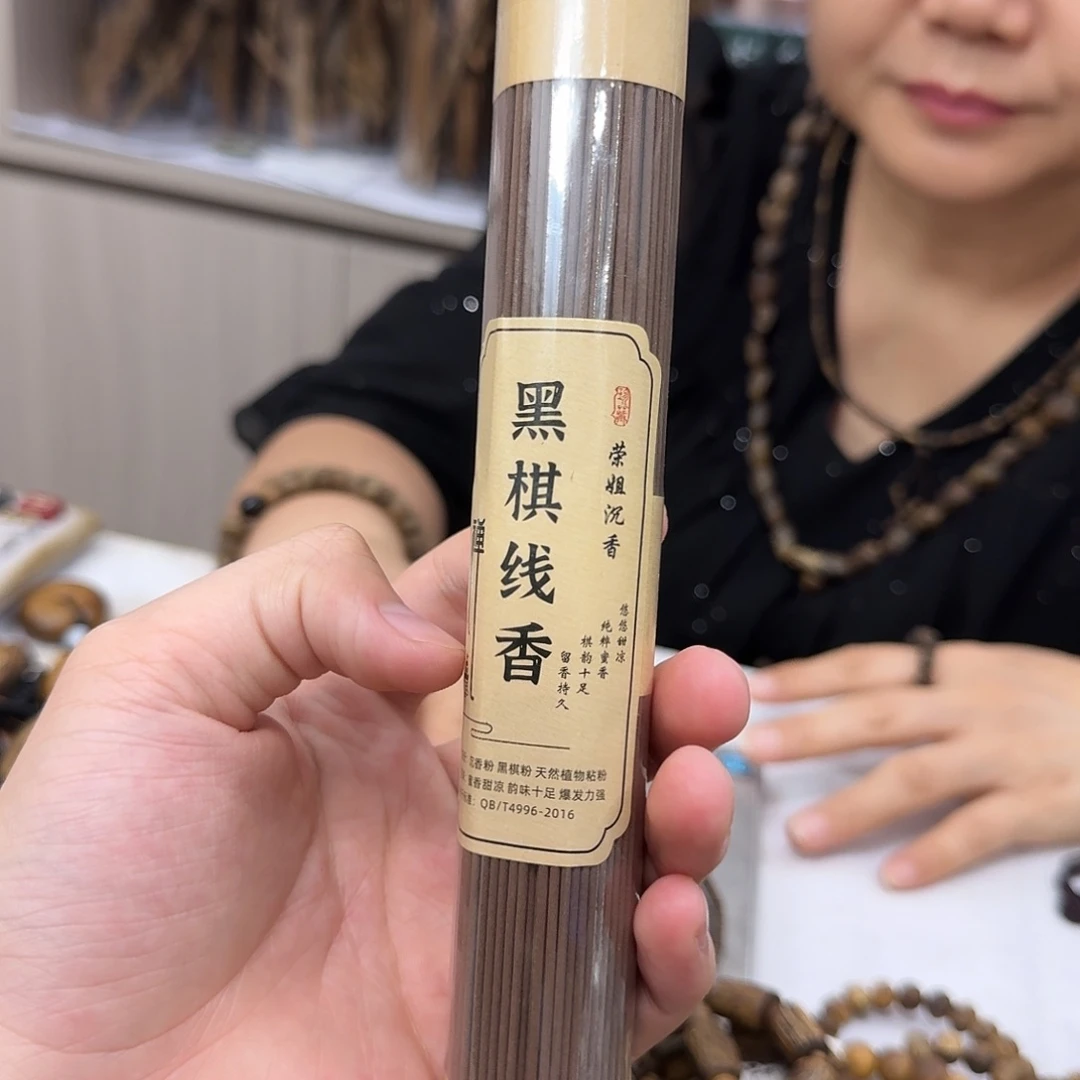 黑棋线香
荣姐沉香
悠悠甜凉
纯粹蜜香
棋韵十足
留香持久
沉香粉 黑棋粉 天然植物粘粉
蜜香甜凉 韵味十足 爆发力强
QB/T4996-2016